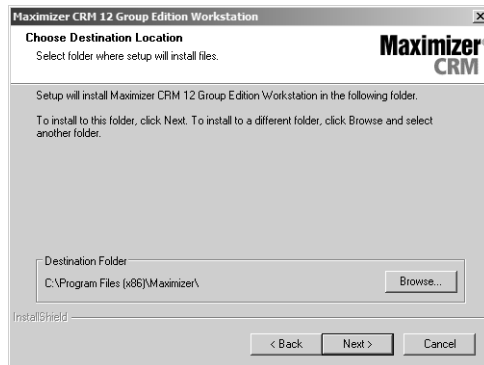 Maximizer CRM 12 Group Edition Workstation
Choose Destination Location
Select folder where setup will install files.
Maximizer
CRM
Setup will install Maximizer CRM 12 Group Edition Workstation in the following folder.
To install to this folder, click Next. To install to a different folder, click Browse and select
another folder.
Destination Folder
C:\Program Files (x86)\Maximizer\
Browse...
InstallShield
< Back
Next >
Cancel